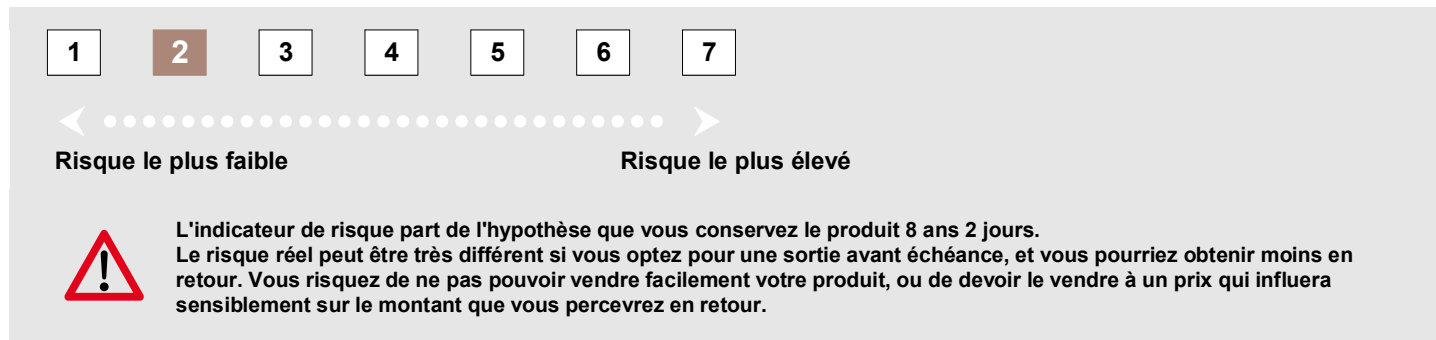 1 2 3 4 5 6 7
Risque le plus faible Risque le plus élevé
L'indicateur de risque part de l'hypothèse que vous conservez le produit 8 ans 2 jours.
Le risque réel peut être très différent si vous optez pour une sortie avant échéance, et vous pourriez obtenir moins en
retour. Vous risquez de ne pas pouvoir vendre facilement votre produit, ou de devoir le vendre à un prix qui influera
sensiblement sur le montant que vous percevrez en retour.